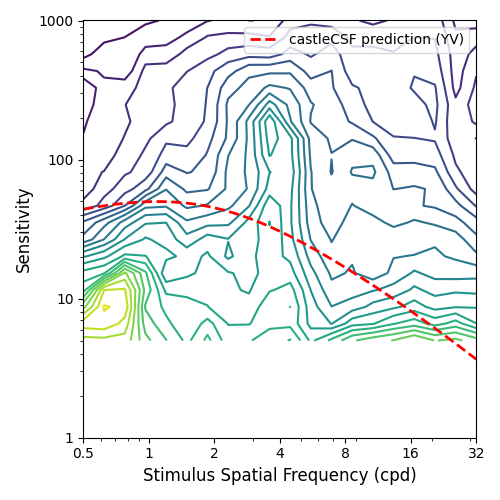 1000
castleCSF prediction (YV)
100
10
1
Sensitivity
0.5 1 2 4 8 16 32
Stimulus Spatial Frequency (cpd)